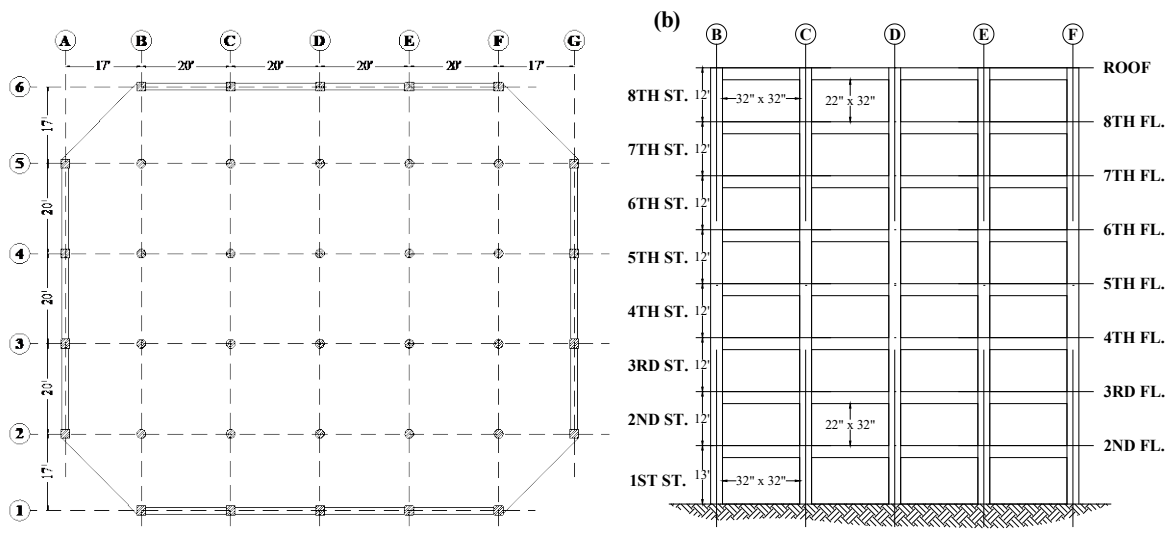 A B C D E F G
17' 20' 20' 20' 20' 17'
6
17'
5
20'
4
20'
3
20'
2
17'
1
(b)
B C D E F
ROOF
8TH ST. 12' 32" x 32" 22" x 32"
8TH FL.
7TH ST. 12'
7TH FL.
6TH ST. 12'
6TH FL.
5TH ST. 12'
5TH FL.
4TH ST. 12'
4TH FL.
3RD ST. 12'
3RD FL.
2ND ST. 12' 22" x 32"
2ND FL.
1ST ST. 13' 32" x 32"